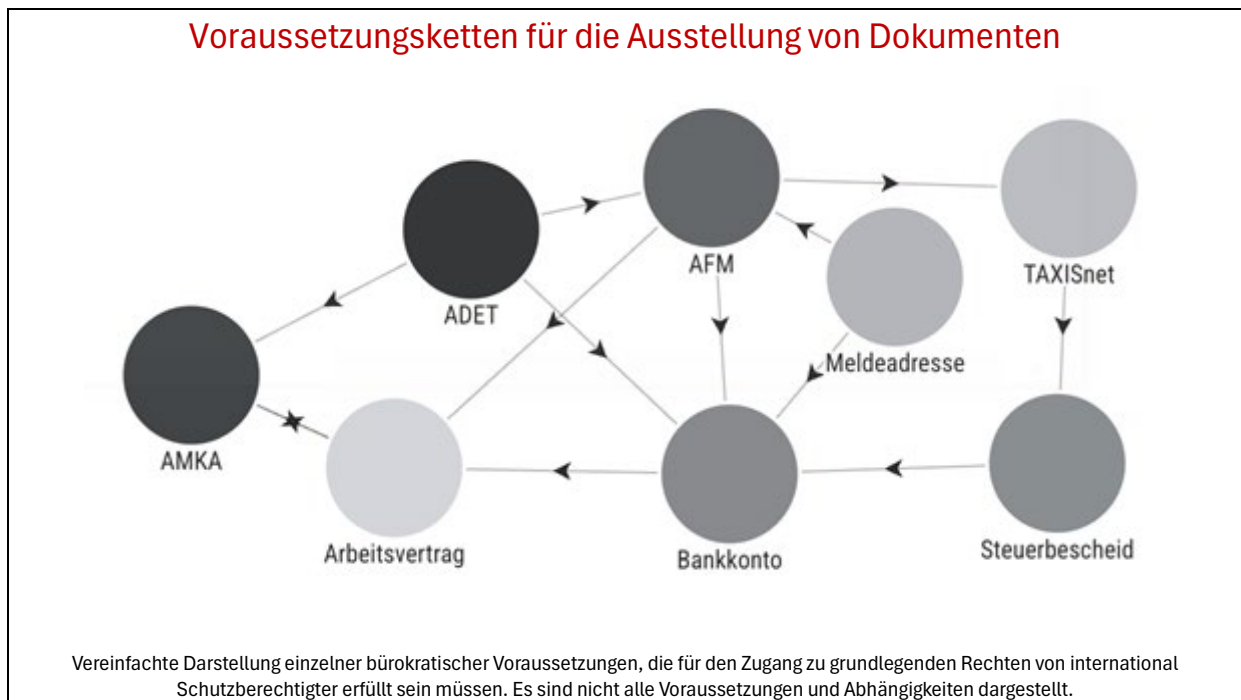 Voraussetzungsketten für die Ausstellung von Dokumenten
AFM
TAXISnet
ADET
Meldeadresse
AMKA
Arbeitsvertrag
Bankkonto
Steuerbescheid
Vereinfachte Darstellung einzelner bürokratischer Voraussetzungen, die für den Zugang zu grundlegenden Rechten von international
Schutzberechtigter erfüllt sein müssen. Es sind nicht alle Voraussetzungen und Abhängigkeiten dargestellt.